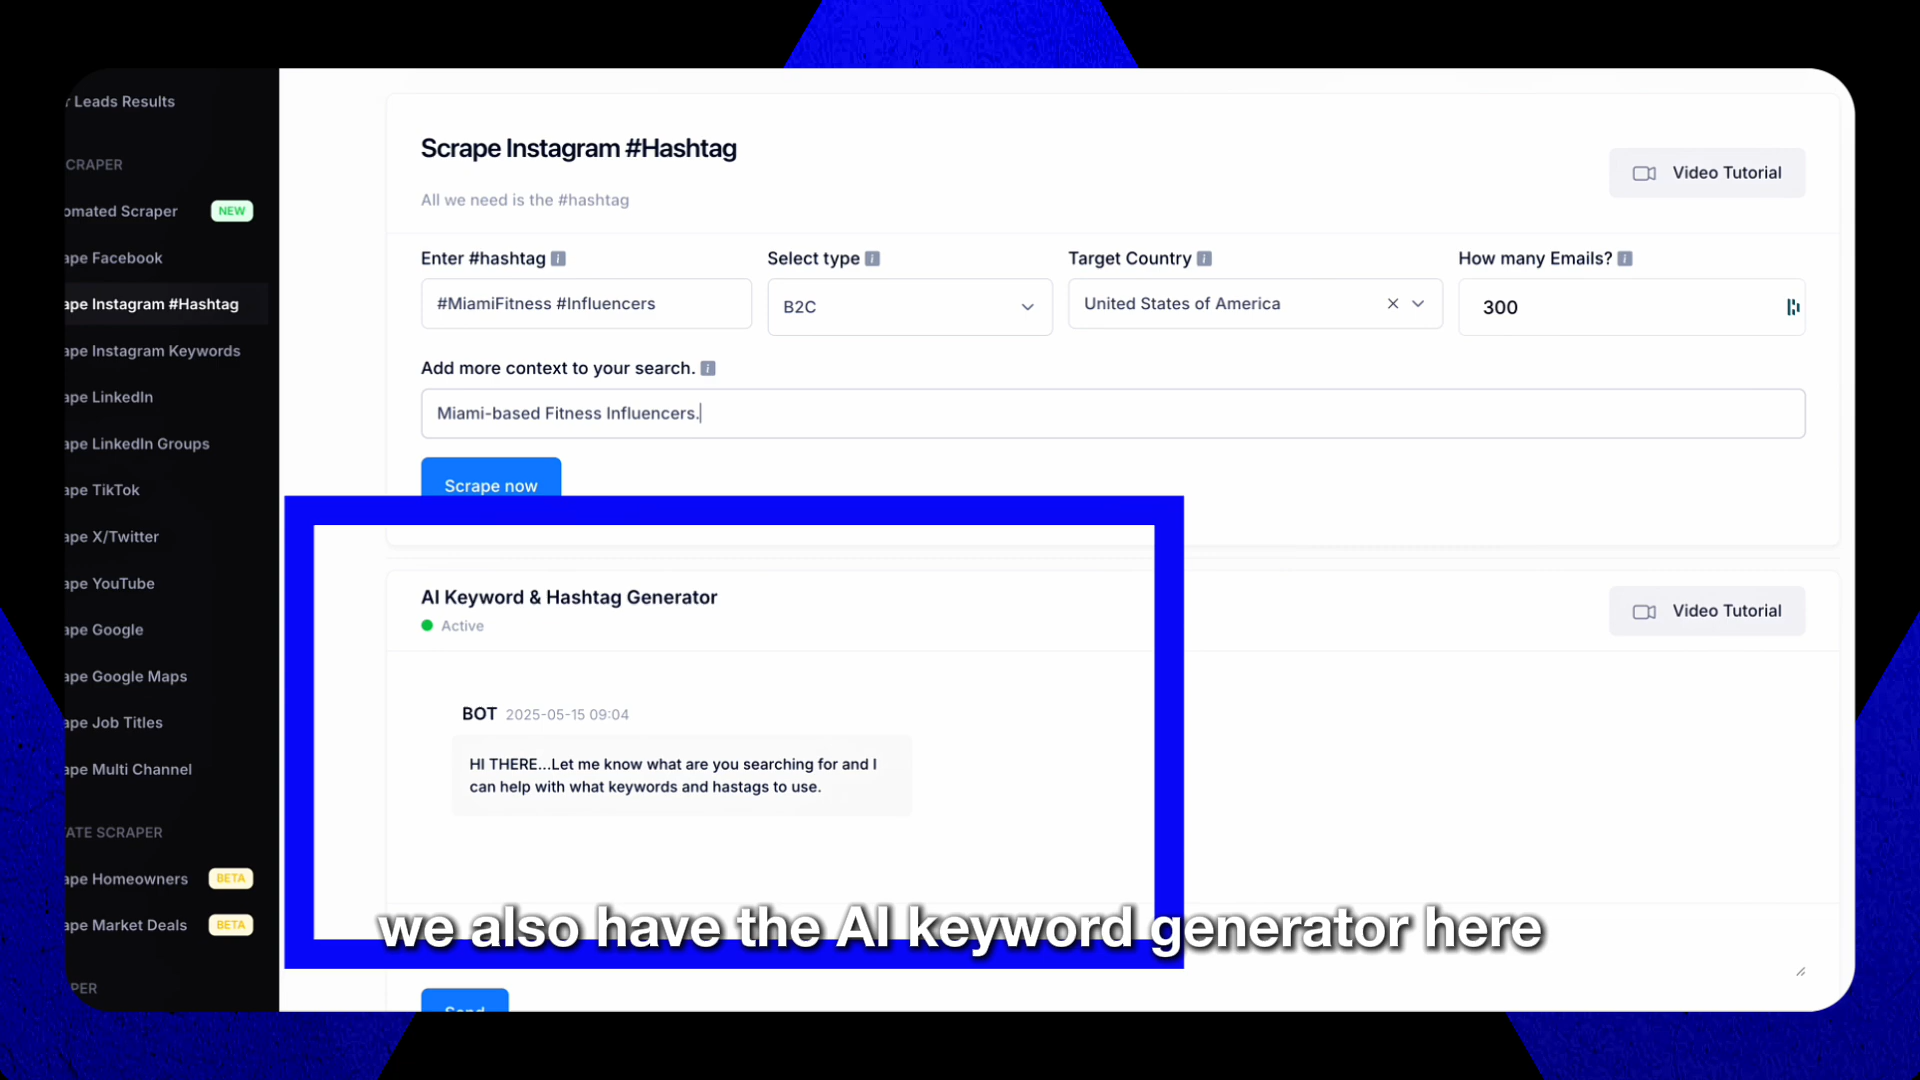 r Leads Results
CRAPER
omated Scraper NEW
ape Facebook
ape Instagram #Hashtag
ape Instagram Keywords
ape LinkedIn
ape LinkedIn Groups
ape TikTok
ape X/Twitter
ape YouTube
ape Google
ape Google Maps
ape Job Titles
ape Multi Channel
ATE SCRAPER
ape Homeowners BETA
ape Market Deals BETA
PER
Scrape Instagram #Hashtag
Video Tutorial
All we need is the #hashtag
Enter #hashtag Select type Target Country How many Emails?
#MiamiFitness #Influencers B2C United States of America 300
Add more context to your search.
Miami-based Fitness Influencers.
Scrape now
AI Keyword & Hashtag Generator
Active
Video Tutorial
BOT 2025-05-15 09:04
HI THERE...Let me know what are you searching for and I
can help with what keywords and hastags to use.
we also have the AI keyword generator here
Send